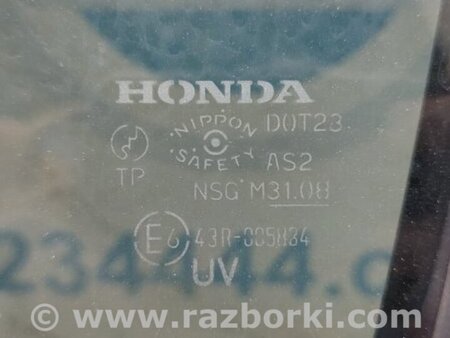 HONDA
NIPPON SAFETY
DOT23
TP
AS2
NSG M31.08
E6 43R-005834
234444.c
UV
© www.razborki.com